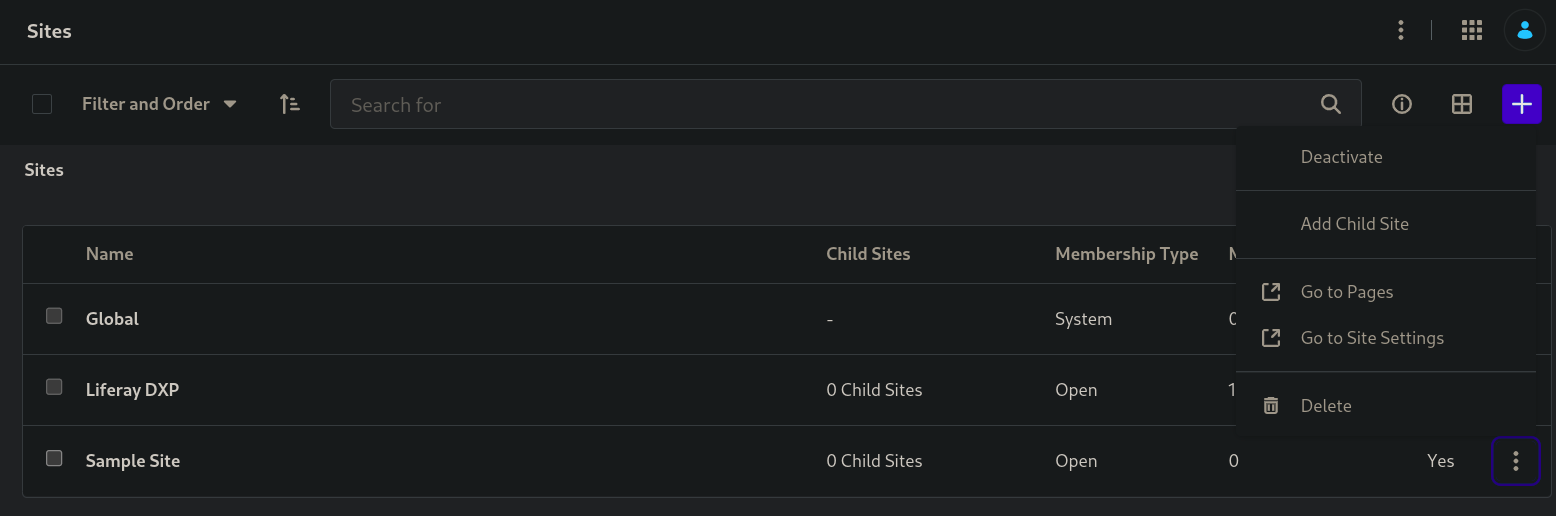 Sites
Filter and Order
Search for
Sites
Deactivate
Add Child Site
Go to Pages
Go to Site Settings
Delete
Name Child Sites Membership Type
Global - System 0
Liferay DXP 0 Child Sites Open 1
Sample Site 0 Child Sites Open 0 Yes